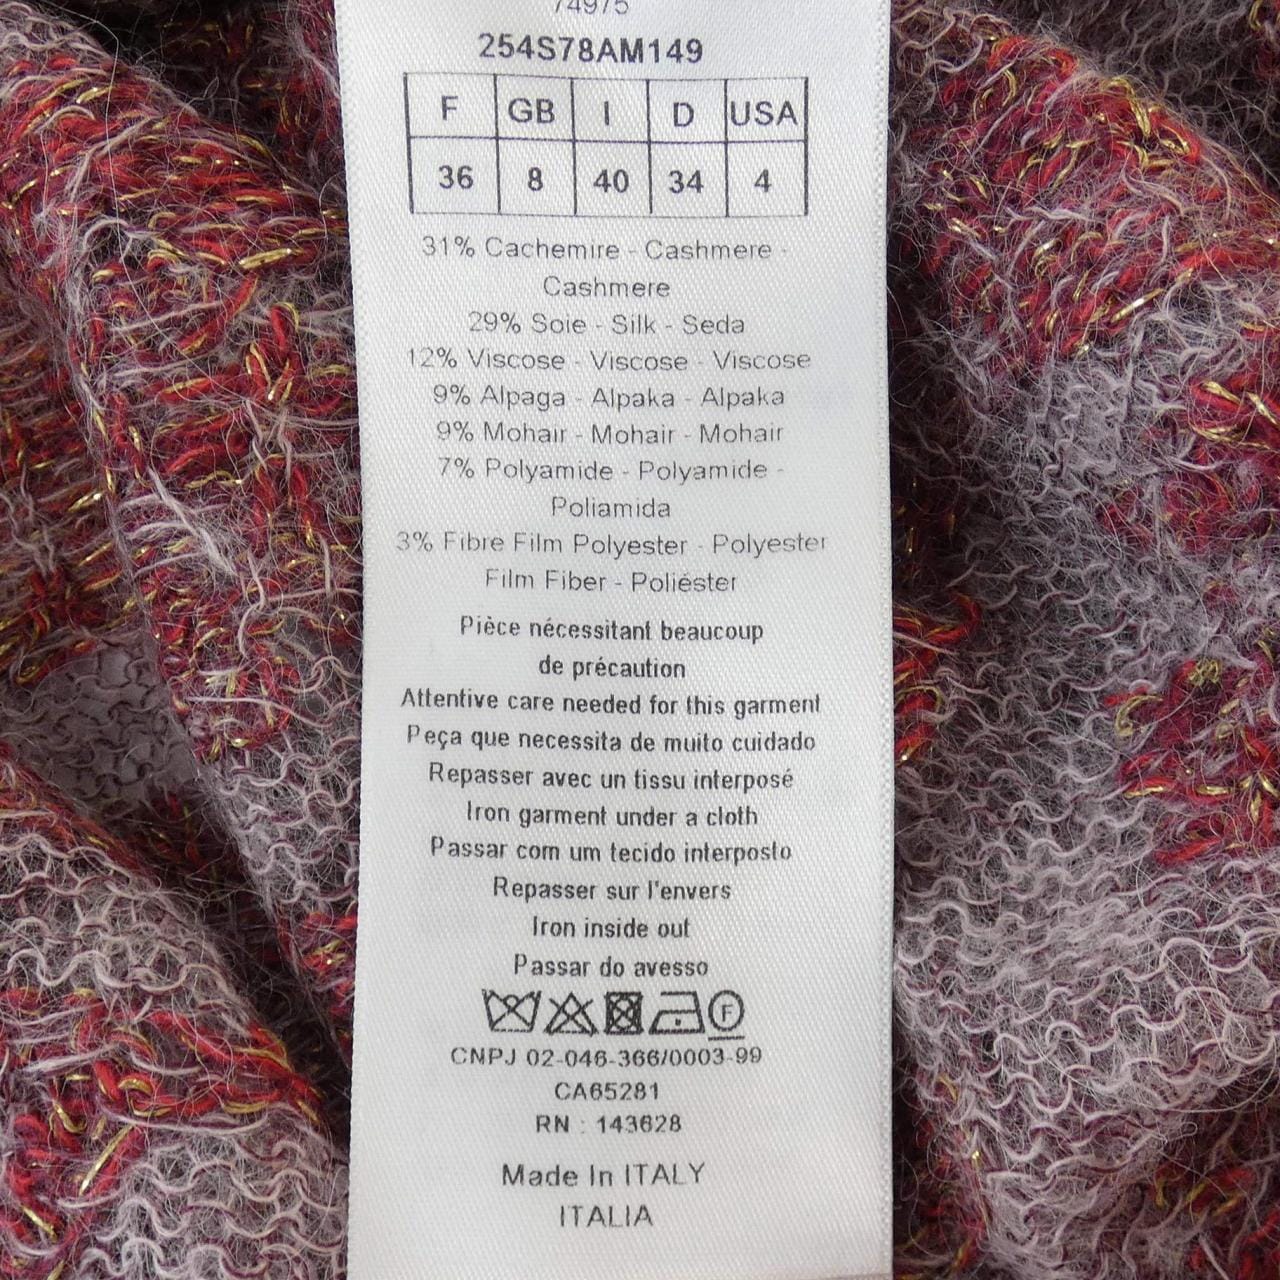 74975
254S78AM149
F GB I D USA
36 8 40 34 4
31% Cachemire - Cashmere -
Cashmere
29% Soie - Silk - Seda
12% Viscose - Viscose - Viscose
9% Alpaga - Alpaka - Alpaka
9% Mohair - Mohair - Mohair
7% Polyamide - Polyamide -
Poliamida
3% Fibre Film Polyester - Polyester
Film Fiber - Poliéster
Pièce nécessitant beaucoup
de précaution
Attentive care needed for this garment
Peça que necessita de muito cuidado
Repasser avec un tissu interposé
Iron garment under a cloth
Passar com um tecido interposto
Repasser sur l'envers
Iron inside out
Passar do avesso
F
CNPJ 02-046-366/0003-99
CA65281
RN : 143628
Made In ITALY
ITALIA